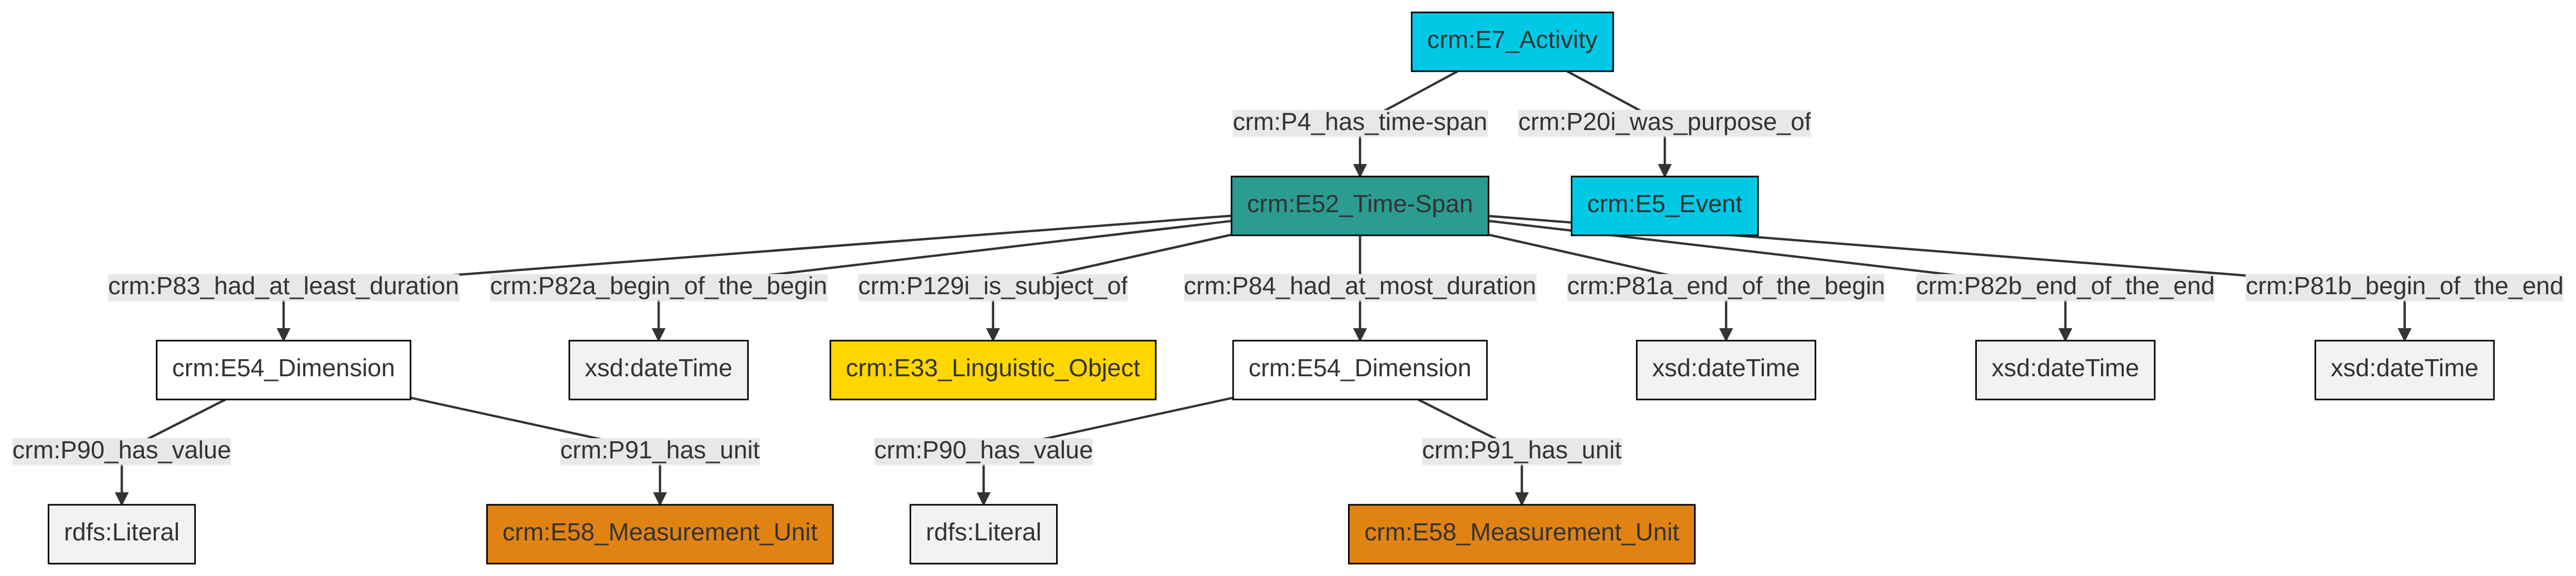 crm:E7_Activity
crm:P4_has_time-span
crm:P20i_was_purpose_of
crm:E52_Time-Span
crm:E5_Event
crm:P83_had_at_least_duration
crm:P82a_begin_of_the_begin
crm:P129i_is_subject_of
crm:P84_had_at_most_duration
crm:P81a_end_of_the_begin
crm:P82b_end_of_the_end
crm:P81b_begin_of_the_end
crm:E54_Dimension
xsd:dateTime
crm:E33_Linguistic_Object
crm:E54_Dimension
xsd:dateTime
xsd:dateTime
xsd:dateTime
crm:P90_has_value
crm:P91_has_unit
crm:P90_has_value
crm:P91_has_unit
rdfs:Literal
crm:E58_Measurement_Unit
rdfs:Literal
crm:E58_Measurement_Unit